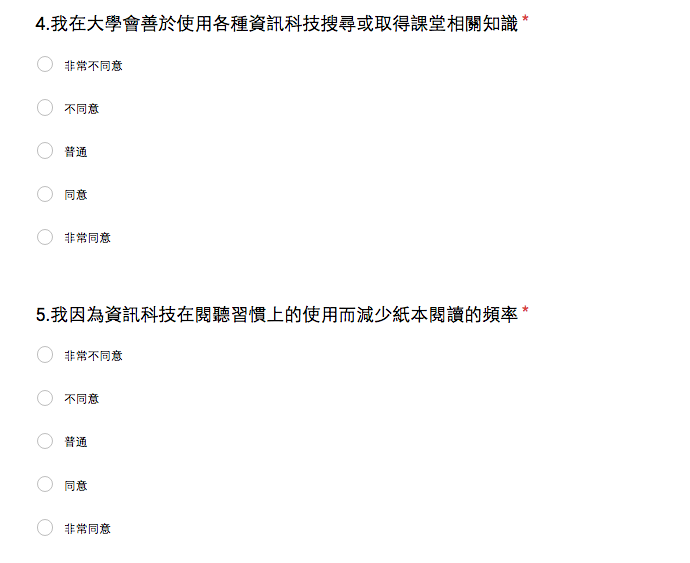 4.我在大學會善於使用各種資訊科技搜尋或取得課堂相關知識 *
非常不同意
不同意
普通
同意
非常同意
5.我因為資訊科技在閱聽習慣上的使用而減少紙本閱讀的頻率 *
非常不同意
不同意
普通
同意
非常同意